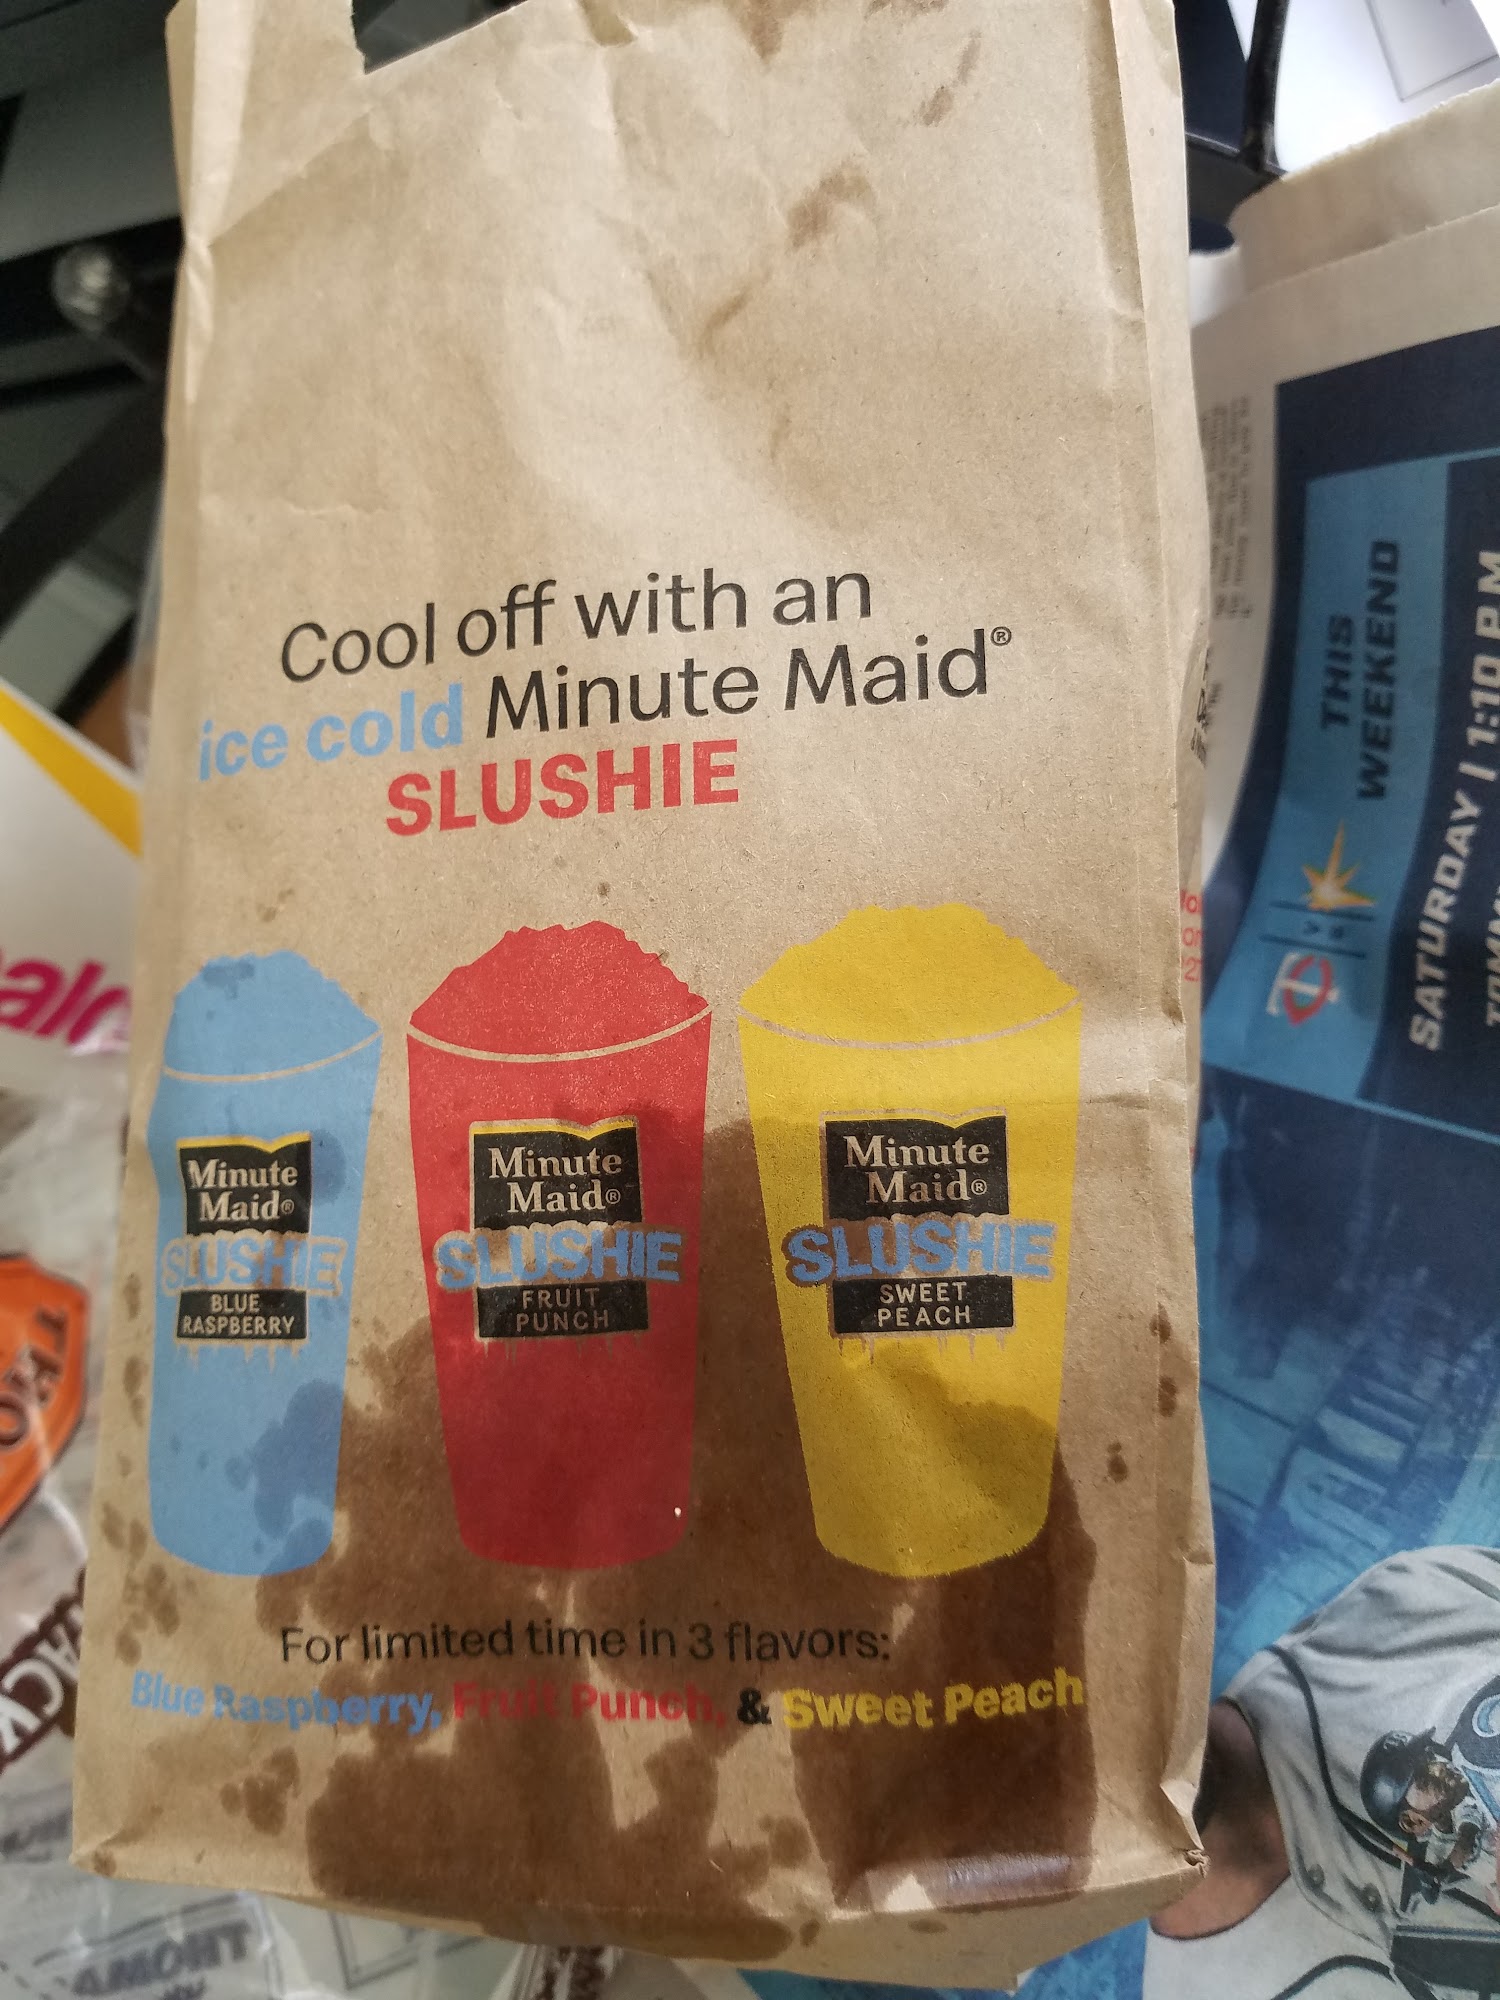 Cool off with an
ice cold Minute Maid®
SLUSHIE
Minute
Maid®
SLUSHIE
BLUE
RASPBERRY
Minute
Maid®
SLUSHIE
FRUIT
PUNCH
Minute
Maid®
SLUSHIE
SWEET
PEACH
For limited time in 3 flavors:
Blue Raspberry, Fruit Punch, & Sweet Peach
THIS
WEEKEND
TC
SATURDAY | 1:10 PM